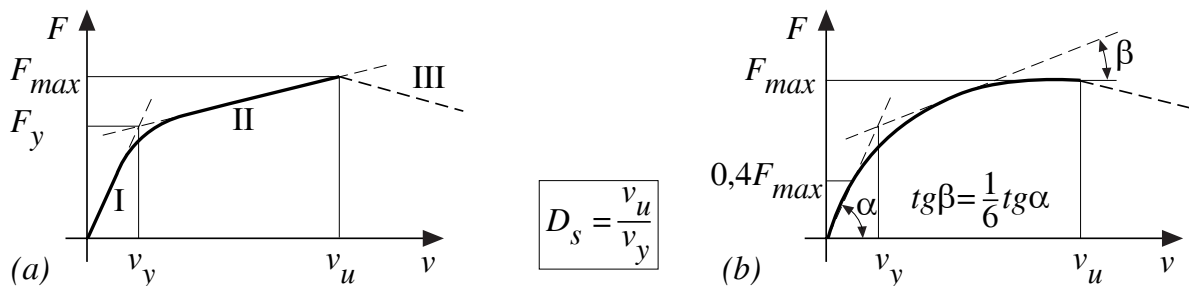 F
F_max
F_y
I
II
III
v_y
v_u
v
(a)
D_s = v_u / v_y
F
F_max
0,4F_max
α
β
tgβ = 1/6 tgα
v_y
v_u
v
(b)